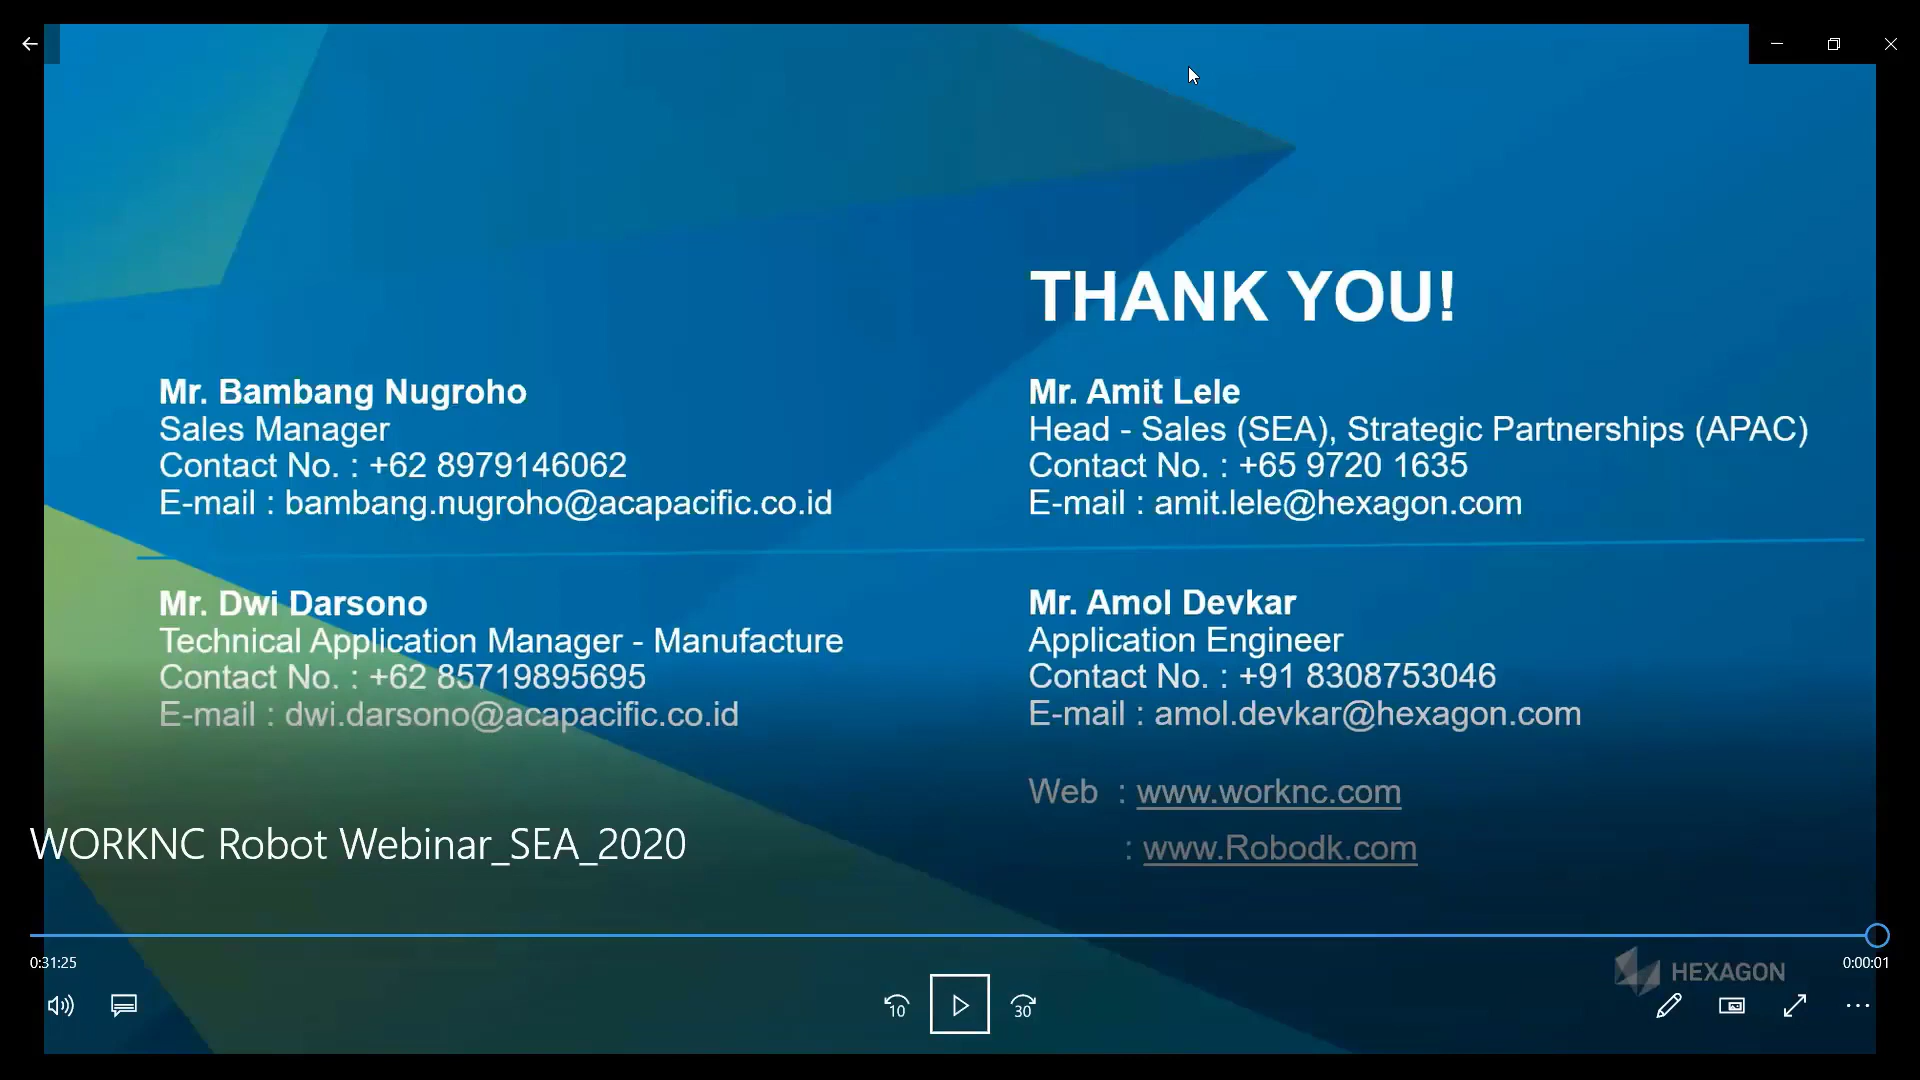 THANK YOU!
Mr. Bambang Nugroho
Sales Manager
Contact No. : +62 8979146062
E-mail : bambang.nugroho@acapacific.co.id
Mr. Amit Lele
Head - Sales (SEA), Strategic Partnerships (APAC)
Contact No. : +65 9720 1635
E-mail : amit.lele@hexagon.com
Mr. Dwi Darsono
Technical Application Manager - Manufacture
Contact No. : +62 85719895695
E-mail : dwi.darsono@acapacific.co.id
Mr. Amol Devkar
Application Engineer
Contact No. : +91 8308753046
E-mail : amol.devkar@hexagon.com
Web : www.worknc.com
: www.Robodk.com
WORKNC Robot Webinar_SEA_2020
0:31:25
0:00:01
HEXAGON
10
30